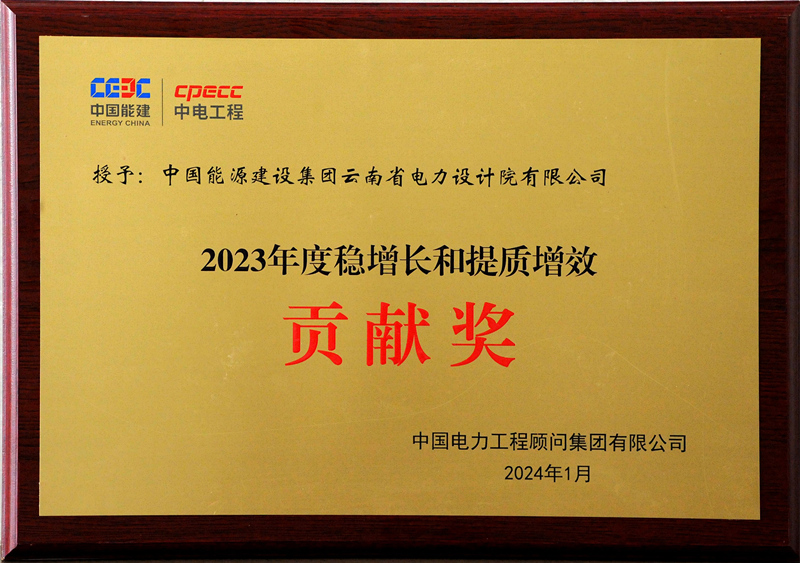 CEEC cpecc
中国能建 中电工程
ENERGY CHINA
授予：中国能源建设集团云南省电力设计院有限公司
2023年度稳增长和提质增效
贡献奖
中国电力工程顾问集团有限公司
2024年1月